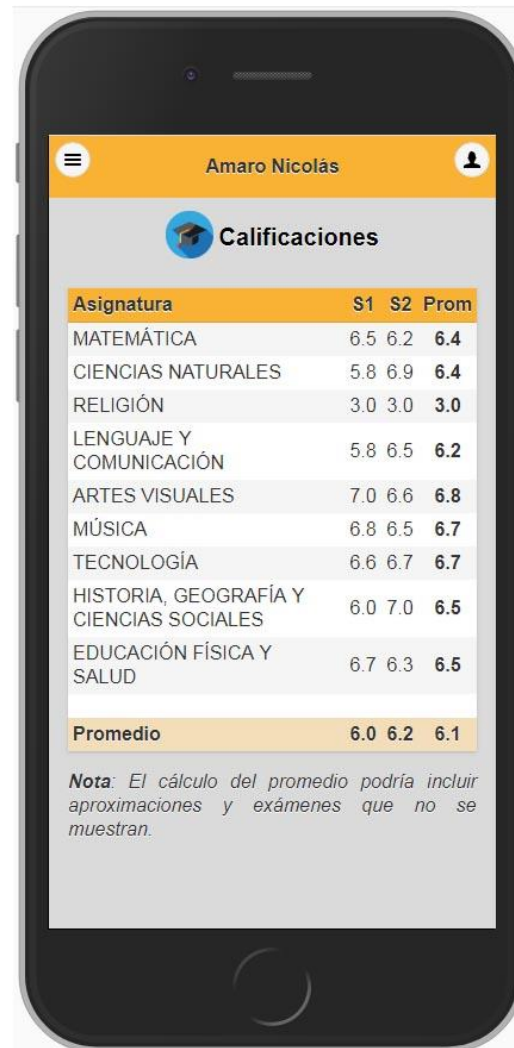 Amaro Nicolás
Calificaciones
Asignatura S1 S2 Prom
MATEMÁTICA 6.5 6.2 6.4
CIENCIAS NATURALES 5.8 6.9 6.4
RELIGIÓN 3.0 3.0 3.0
LENGUAJE Y
COMUNICACIÓN 5.8 6.5 6.2
ARTES VISUALES 7.0 6.6 6.8
MÚSICA 6.8 6.5 6.7
TECNOLOGÍA 6.6 6.7 6.7
HISTORIA, GEOGRAFÍA Y
CIENCIAS SOCIALES 6.0 7.0 6.5
EDUCACIÓN FÍSICA Y
SALUD 6.7 6.3 6.5
Promedio 6.0 6.2 6.1
Nota: El cálculo del promedio podría incluir
aproximaciones y exámenes que no se
muestran.